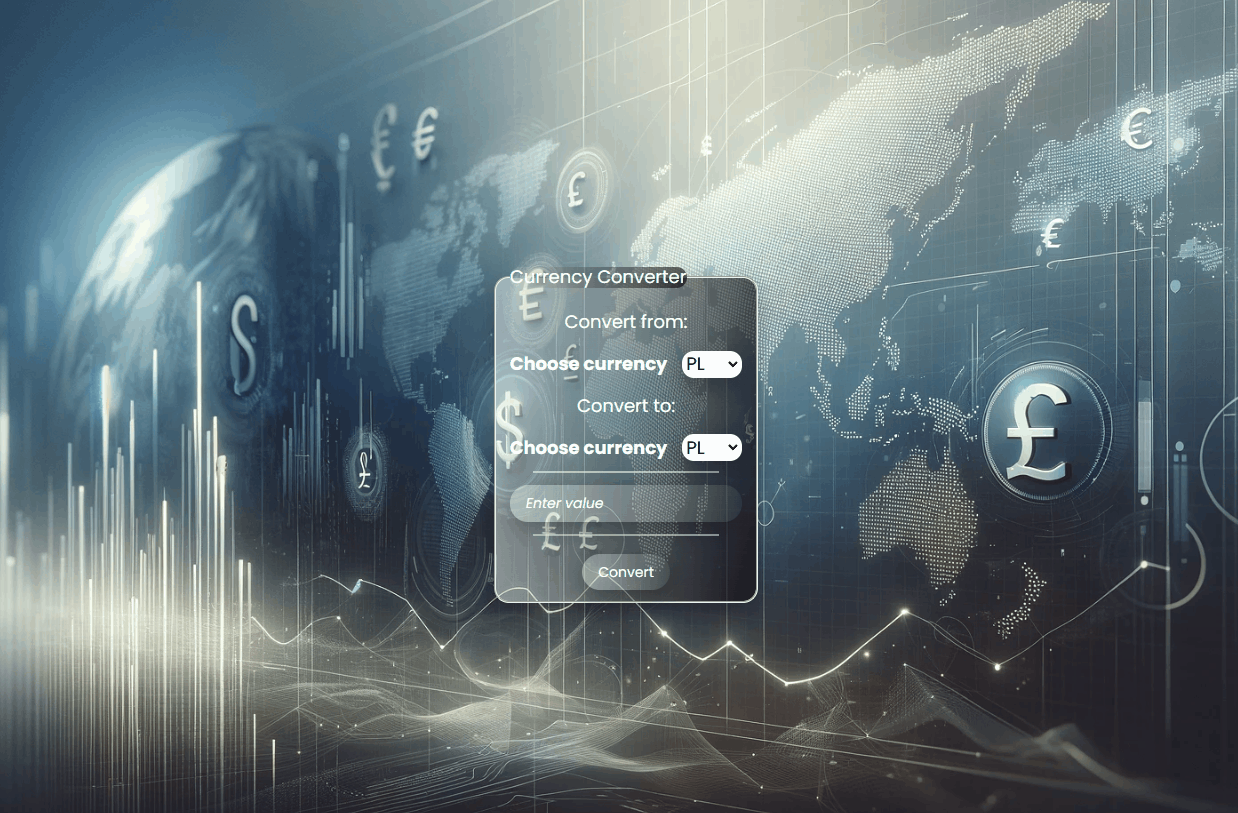 Currency Converter
Convert from:
Choose currency PL
Convert to:
Choose currency PL
Enter value
Convert